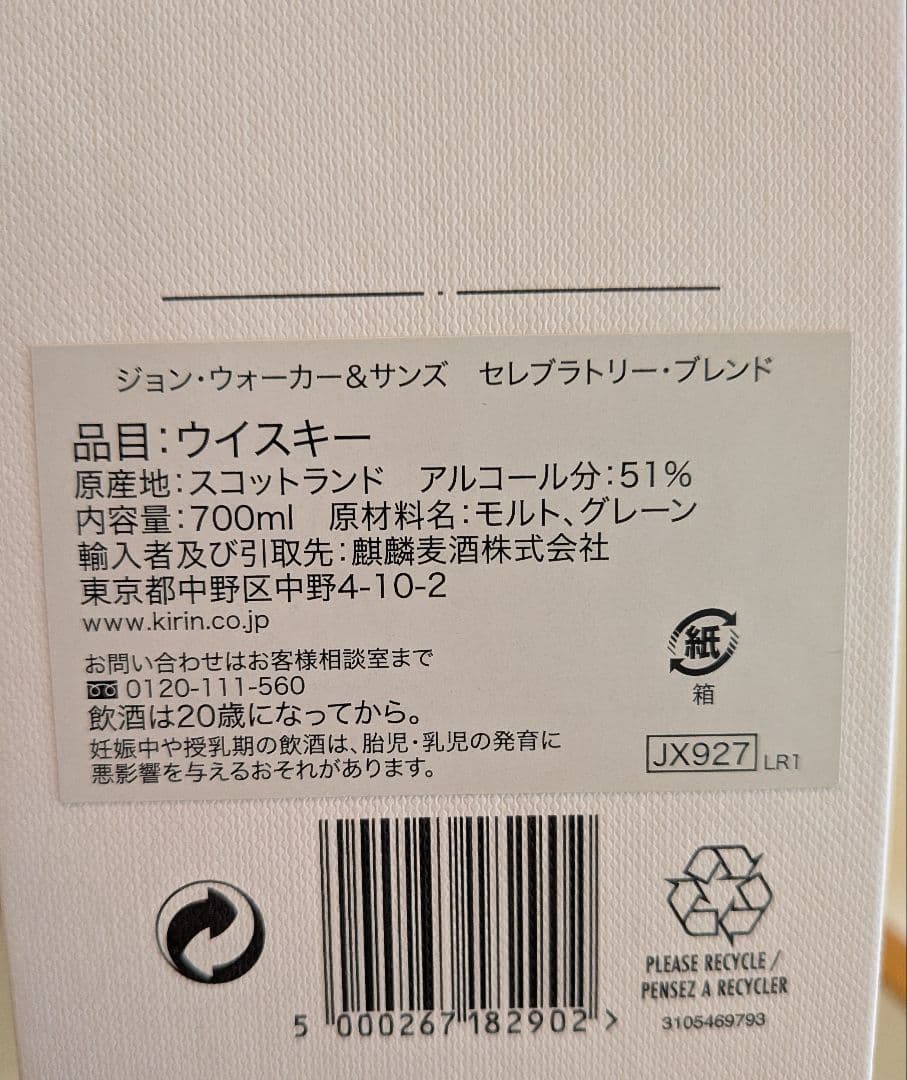 ジョン・ウォーカー&サンズ　セレブラトリー・ブレンド
品目:ウイスキー
原産地:スコットランド　アルコール分:51%
内容量:700ml　原材料名:モルト、グレーン
輸入者及び引取先:麒麟麦酒株式会社
東京都中野区中野4-10-2
www.kirin.co.jp
お問い合わせはお客様相談室まで
0120-111-560
飲酒は20歳になってから。
妊娠中や授乳期の飲酒は、胎児・乳児の発育に
悪影響を与えるおそれがあります。
紙
箱
JX927 LR1
5 000267 182902 >
PLEASE RECYCLE /
PENSEZ A RECYCLER
3105469793